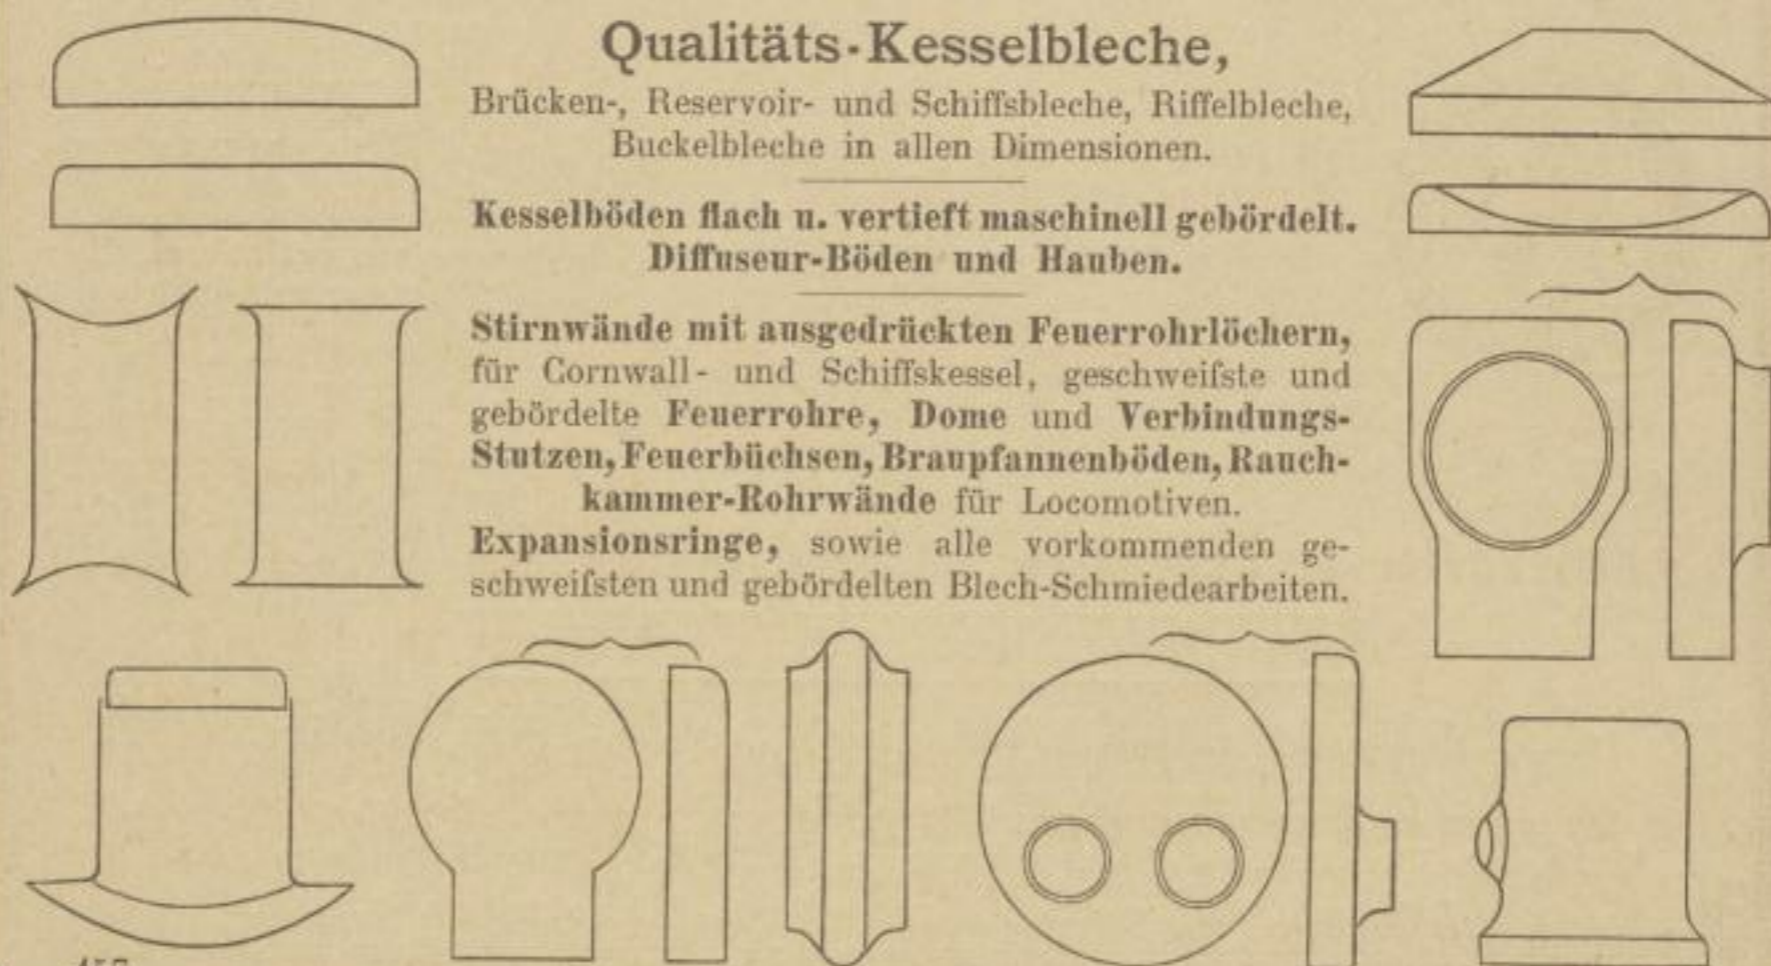 Qualitäts-Kesselbleche,
Brücken-, Reservoir- und Schiffsbleche, Riffelbleche,
Buckelbleche in allen Dimensionen.
Kesselböden flach u. vertieft maschinell gebördelt.
Diffuseur-Böden und Hauben.
Stirnwände mit ausgedrückten Feuerrohrlöchern,
für Cornwall- und Schiffskessel, geschweifste und
gebördelte Feuerrohre, Dome und Verbindungs-
Stutzen, Feuerbüchsen, Braupfannenböden, Rauch-
kammer-Rohrwände für Locomotiven.
Expansionsringe, sowie alle vorkommenden ge-
schweifsten und gebördelten Blech-Schmiedearbeiten.